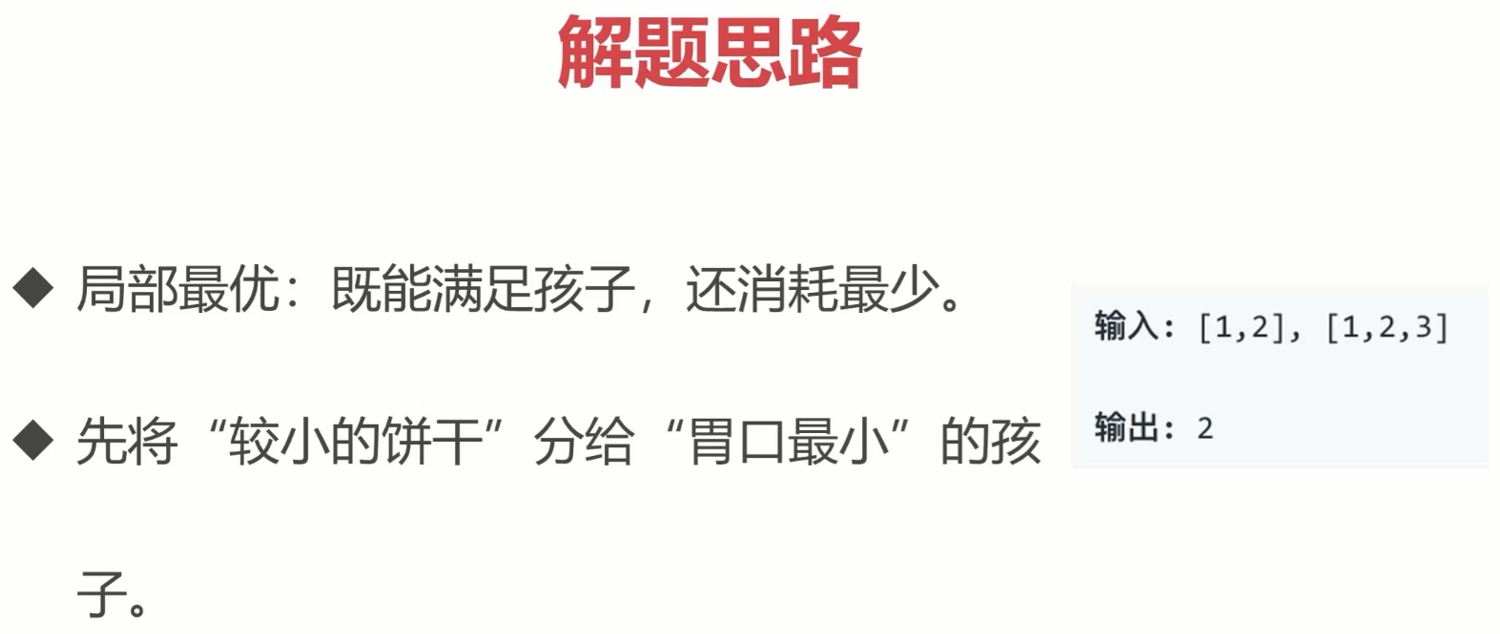 解题思路
◆ 局部最优：既能满足孩子，还消耗最少。
◆ 先将“较小的饼干”分给“胃口最小”的孩
子。
输入: [1,2], [1,2,3]
输出: 2